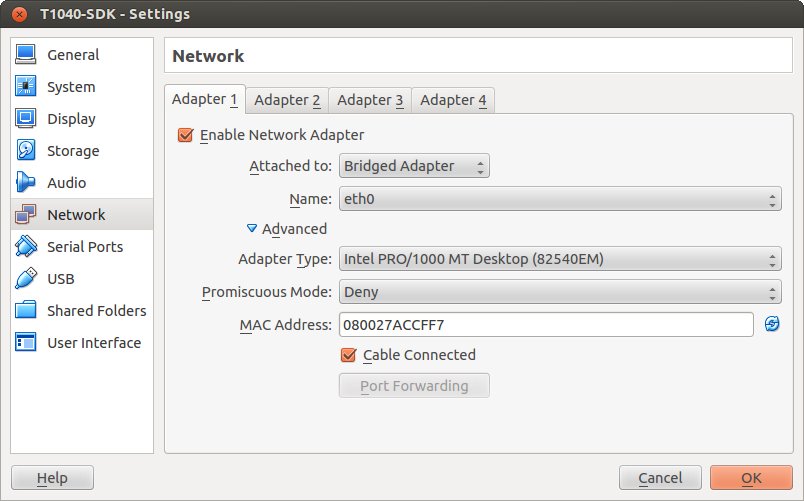 T1040-SDK - Settings
General
System
Display
Storage
Audio
Network
Serial Ports
USB
Shared Folders
User Interface
Network
Adapter 1 Adapter 2 Adapter 3 Adapter 4
Enable Network Adapter
Attached to: Bridged Adapter
Name: eth0
Advanced
Adapter Type: Intel PRO/1000 MT Desktop (82540EM)
Promiscuous Mode: Deny
MAC Address: 080027ACCFF7
Cable Connected
Port Forwarding
Help Cancel OK